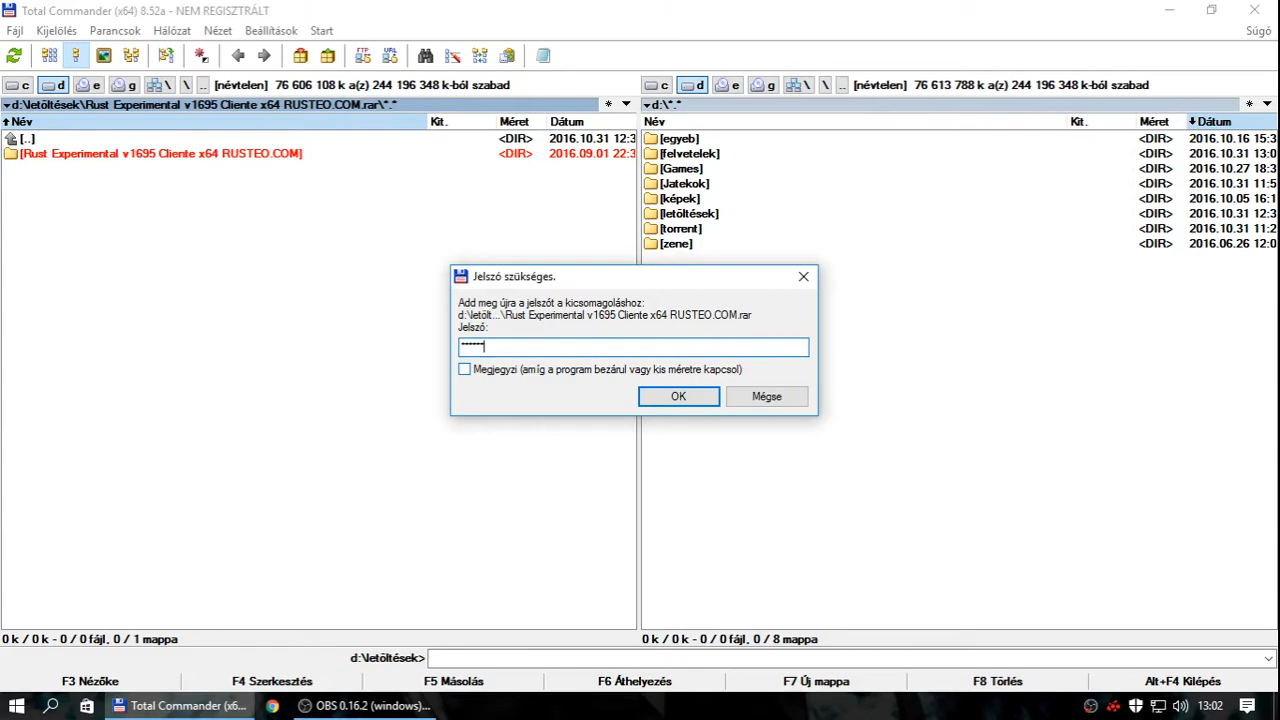 Total Commander (x64) 8.52a - NEM REGISZTRÁLT
Fájl Kijelölés Parancsok Hálózat Nézet Beállítások Start Súgó
FTP URL
c d e g \ \ .. [névtelen] 76 606 108 k a(z) 244 196 348 k-ból szabad
c d e g \ \ .. [névtelen] 76 613 788 k a(z) 244 196 348 k-ból szabad
d:\letöltések\Rust Experimental v1695 Cliente x64 RUSTEO.COM.rar\*.* *
Név Kit. Méret Dátum
[..] <DIR> 2016.10.31 12:3
[Rust Experimental v1695 Cliente x64 RUSTEO.COM] <DIR> 2016.09.01 22:3
d:\*.* *
Név Kit. Méret Dátum
[egyeb] <DIR> 2016.10.16 15:3
[felvetelek] <DIR> 2016.10.31 13:0
[Games] <DIR> 2016.10.27 18:3
[Jatekok] <DIR> 2016.10.31 11:5
[képek] <DIR> 2016.10.05 16:1
[letöltések] <DIR> 2016.10.31 12:3
[torrent] <DIR> 2016.10.31 11:2
[zene] <DIR> 2016.06.26 12:0
Jelszó szükséges.
Add meg újra a jelszót a kicsomagoláshoz:
d:\letölt...\Rust Experimental v1695 Cliente x64 RUSTEO.COM.rar
Jelszó:
******
Megjegyzi (amíg a program bezárul vagy kis méretre kapcsol)
OK Mégse
0 k / 0 k - 0 / 0 fájl, 0 / 1 mappa
0 k / 0 k - 0 / 0 fájl, 0 / 8 mappa
d:\letöltések>
F3 Nézőke F4 Szerkesztés F5 Másolás F6 Áthelyezés F7 Új mappa F8 Törlés Alt+F4 Kilépés
Total Commander (x6... OBS 0.16.2 (windows)... 13:02